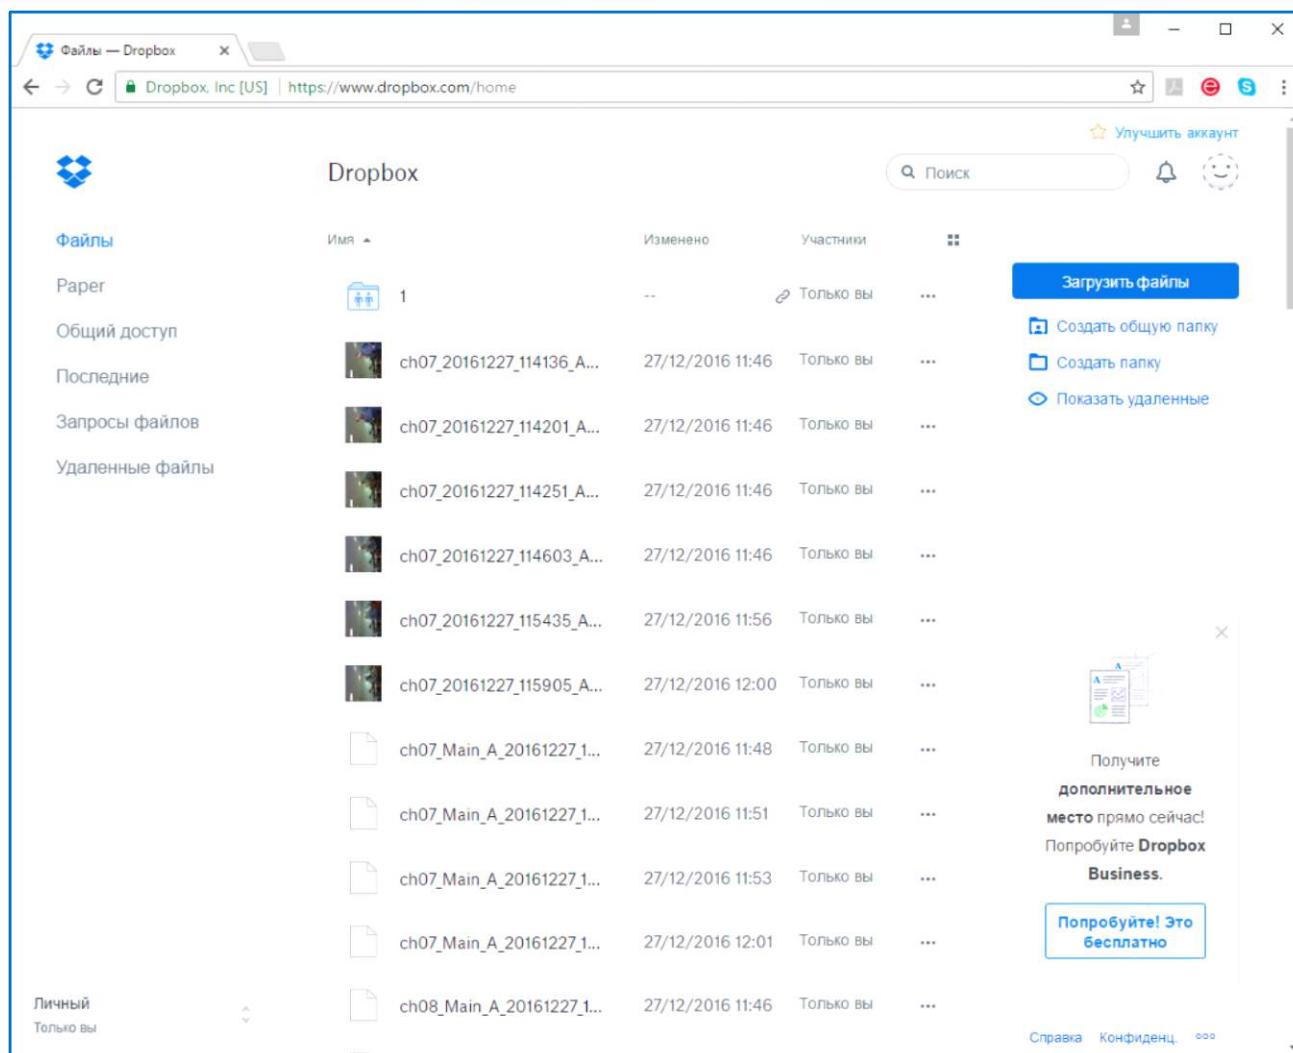 Файлы — Dropbox
Dropbox, Inc [US] https://www.dropbox.com/home
Улучшить аккаунт
Dropbox
Поиск
Файлы
Paper
Общий доступ
Последние
Запросы файлов
Удаленные файлы
Имя Изменено Участники
1 -- Только вы ...
ch07_20161227_114136_A... 27/12/2016 11:46 Только вы ...
ch07_20161227_114201_A... 27/12/2016 11:46 Только вы ...
ch07_20161227_114251_A... 27/12/2016 11:46 Только вы ...
ch07_20161227_114603_A... 27/12/2016 11:46 Только вы ...
ch07_20161227_115435_A... 27/12/2016 11:56 Только вы ...
ch07_20161227_115905_A... 27/12/2016 12:00 Только вы ...
ch07_Main_A_20161227_1... 27/12/2016 11:48 Только вы ...
ch07_Main_A_20161227_1... 27/12/2016 11:51 Только вы ...
ch07_Main_A_20161227_1... 27/12/2016 11:53 Только вы ...
ch07_Main_A_20161227_1... 27/12/2016 12:01 Только вы ...
ch08_Main_A_20161227_1... 27/12/2016 11:46 Только вы ...
Загрузить файлы
Создать общую папку
Создать папку
Показать удаленные
Получите
дополнительное
место прямо сейчас!
Попробуйте Dropbox
Business.
Попробуйте! Это
бесплатно
Личный
Только вы
Справка Конфиденц.